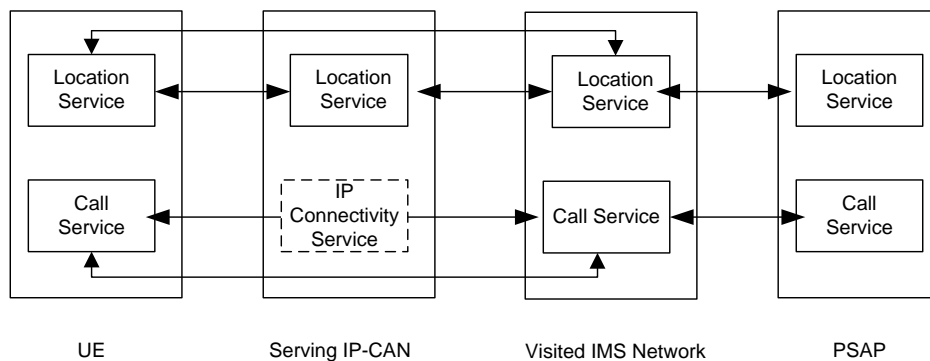 Location
Service
Location
Service
Location
Service
Location
Service
Call
Service
IP
Connectivity
Service
Call Service
Call
Service
UE
Serving IP-CAN
Visited IMS Network
PSAP